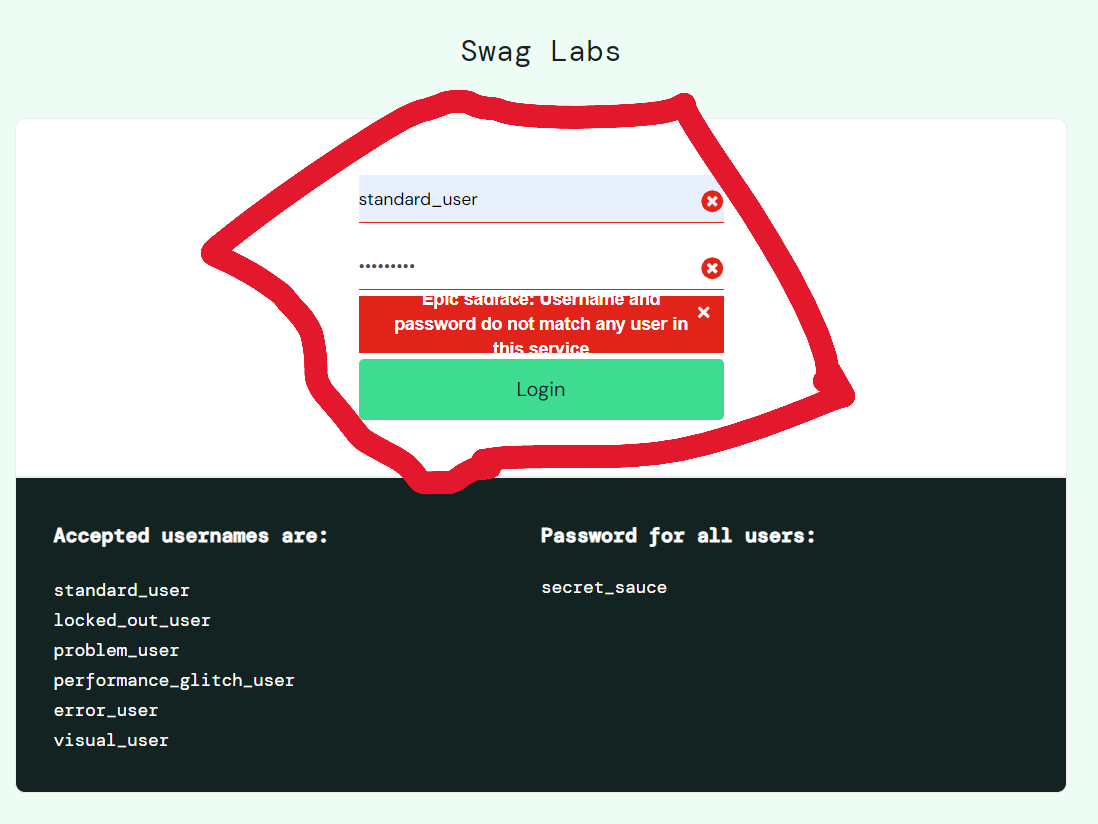 Swag Labs
standard_user
•••••••••
Epic sadface: Username and
password do not match any user in
this service
Login
Accepted usernames are:
standard_user
locked_out_user
problem_user
performance_glitch_user
error_user
visual_user
Password for all users:
secret_sauce